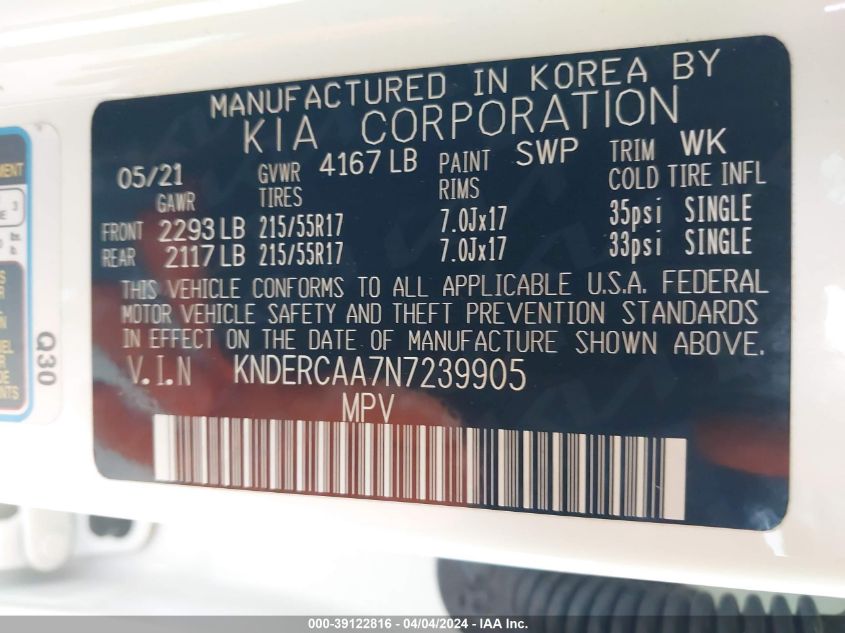 MANUFACTURED IN KOREA BY
KIA CORPORATION
05/21 GVWR 4167 LB PAINT SWP TRIM WK
GAWR TIRES RIMS COLD TIRE INFL
FRONT 2293 LB 215/55R17 7.0Jx17 35psi SINGLE
REAR 2117 LB 215/55R17 7.0Jx17 33psi SINGLE
THIS VEHICLE CONFORMS TO ALL APPLICABLE U.S.A. FEDERAL
MOTOR VEHICLE SAFETY AND THEFT PREVENTION STANDARDS
IN EFFECT ON THE DATE OF MANUFACTURE SHOWN ABOVE.
V.I.N KNDERCAA7N7239905
MPV
Q30
000-39122816 - 04/04/2024 - IAA Inc.